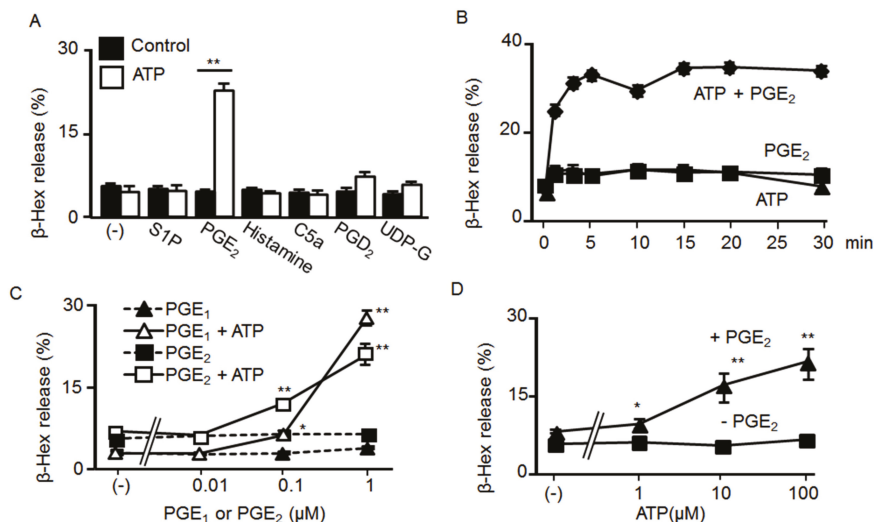 A
Control
ATP
**
30
15
0
β-Hex release (%)
(-)
S1P
PGE₂
Histamine
C5a
PGD₂
UDP-G
B
40
20
0
β-Hex release (%)
ATP + PGE₂
PGE₂
ATP
0 5 10 15 20 30 min
C
PGE₁
PGE₁ + ATP
PGE₂
PGE₂ + ATP
**
**
**
*
30
15
0
β-Hex release (%)
(-) 0.01 0.1 1
PGE₁ or PGE₂ (μM)
D
30
15
0
β-Hex release (%)
+ PGE₂
**
**
*
- PGE₂
(-) 1 10 100
ATP(μM)